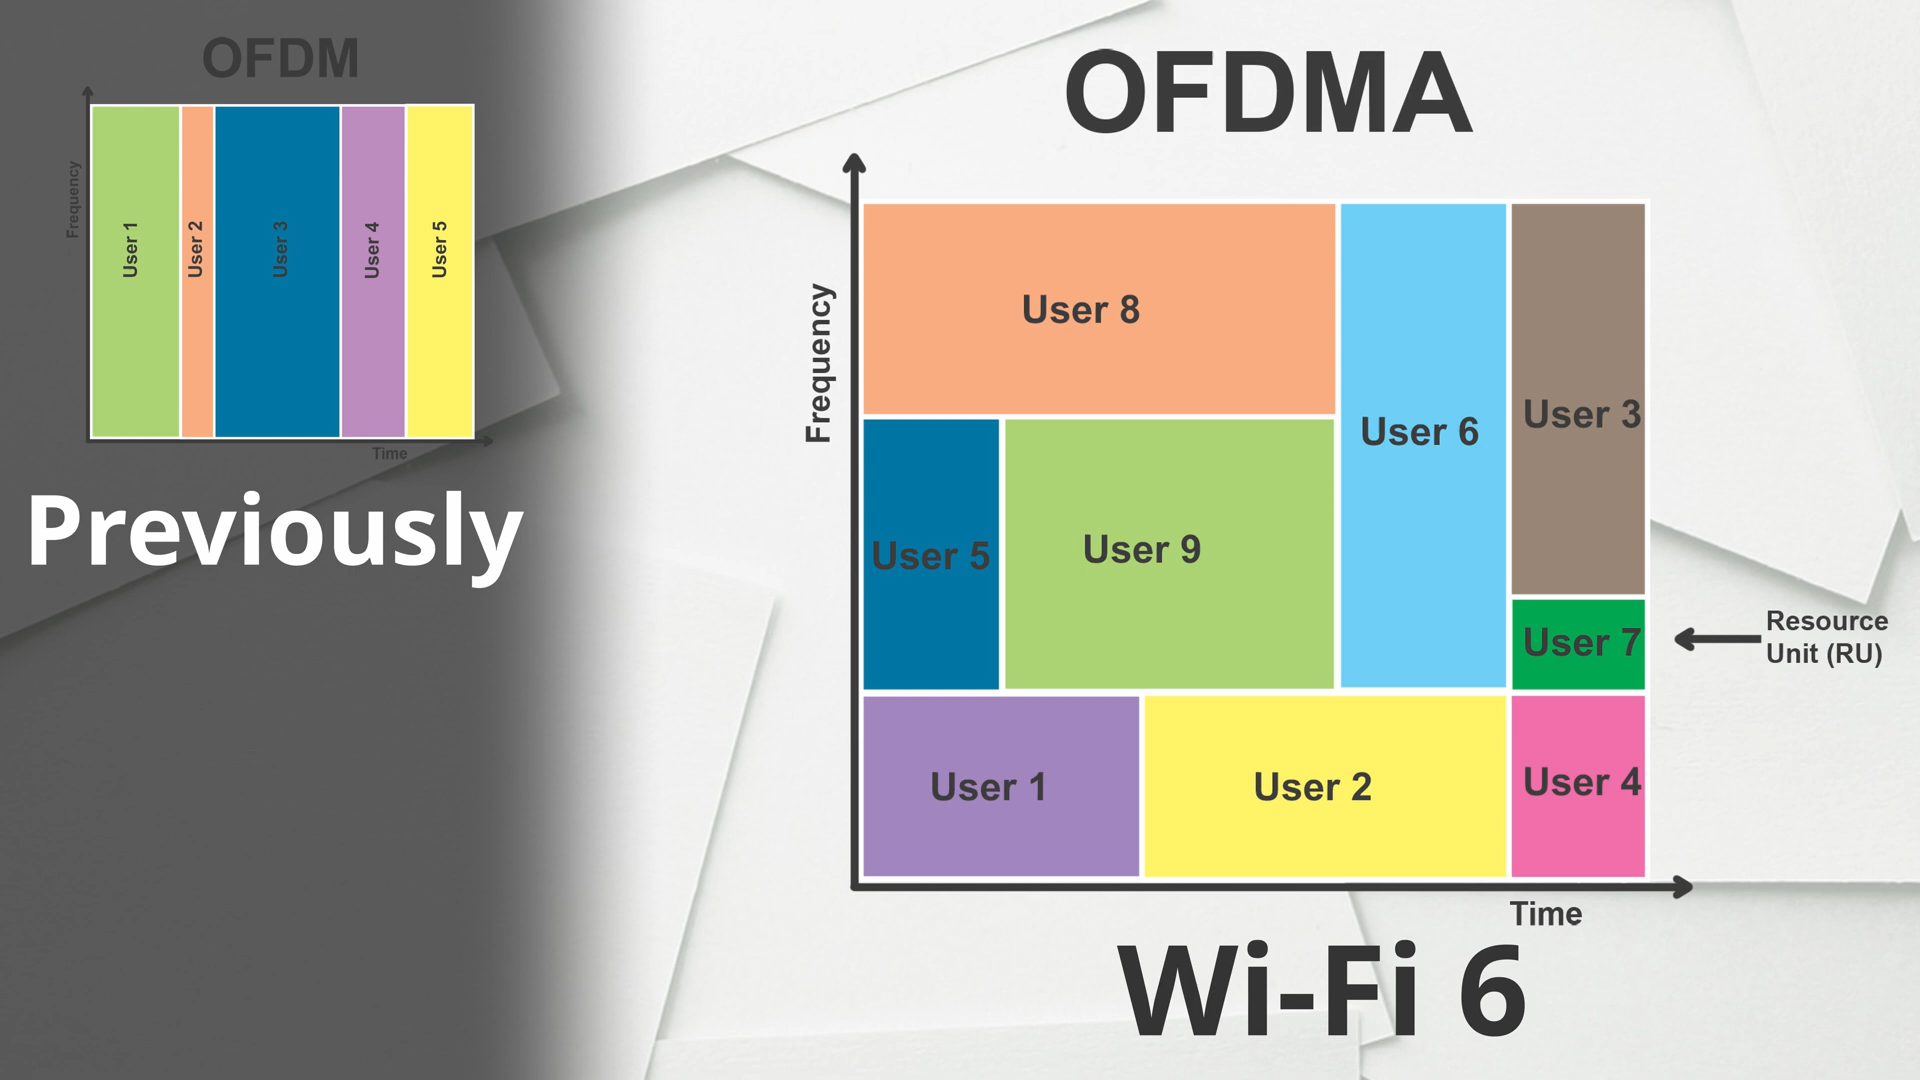 OFDM
Frequency
User 1
User 2
User 3
User 4
User 5
Time
Previously
OFDMA
Frequency
User 8
User 6
User 3
User 5
User 9
User 7
Resource
Unit (RU)
User 1
User 2
User 4
Time
Wi-Fi 6